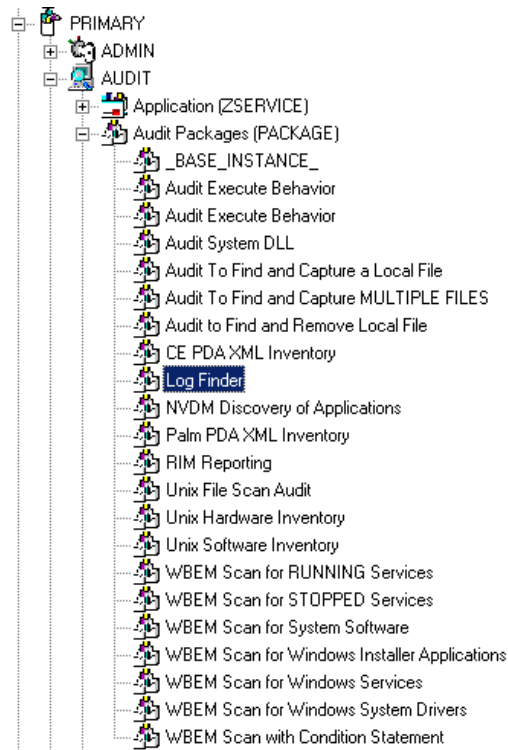 PRIMARY
ADMIN
AUDIT
Application (ZSERVICE)
Audit Packages (PACKAGE)
_BASE_INSTANCE_
Audit Execute Behavior
Audit Execute Behavior
Audit System DLL
Audit To Find and Capture a Local File
Audit To Find and Capture MULTIPLE FILES
Audit to Find and Remove Local File
CE PDA XML Inventory
Log Finder
NVDM Discovery of Applications
Palm PDA XML Inventory
RIM Reporting
Unix File Scan Audit
Unix Hardware Inventory
Unix Software Inventory
WBEM Scan for RUNNING Services
WBEM Scan for STOPPED Services
WBEM Scan for System Software
WBEM Scan for Windows Installer Applications
WBEM Scan for Windows Services
WBEM Scan for Windows System Drivers
WBEM Scan with Condition Statement